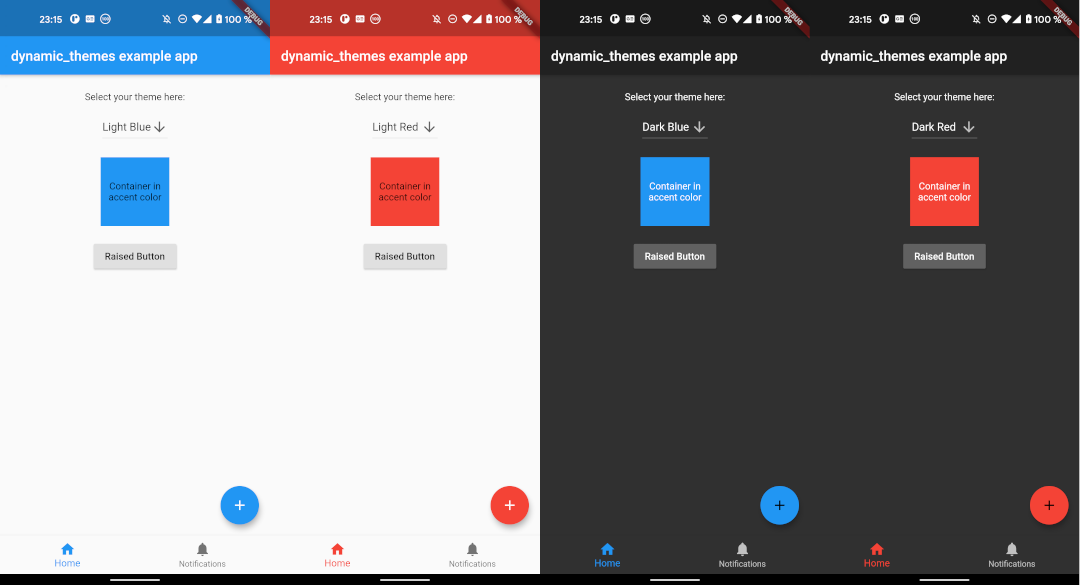 23:15 100 %
DEBUG
dynamic_themes example app
Select your theme here:
Light Blue
Container in
accent color
Raised Button
+
Home
Notifications
23:15 100 %
DEBUG
dynamic_themes example app
Select your theme here:
Light Red
Container in
accent color
Raised Button
+
Home
Notifications
23:15 100 %
DEBUG
dynamic_themes example app
Select your theme here:
Dark Blue
Container in
accent color
Raised Button
+
Home
Notifications
23:15 100 %
DEBUG
dynamic_themes example app
Select your theme here:
Dark Red
Container in
accent color
Raised Button
+
Home
Notifications